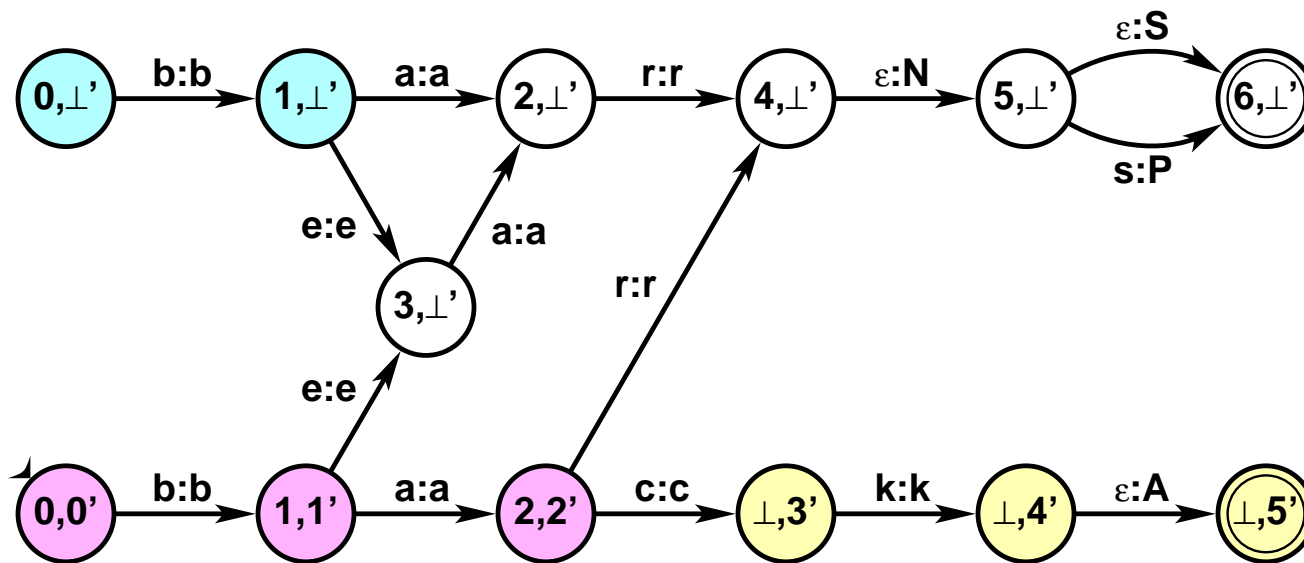 ε:S
b:b a:a r:r ε:N
0,⊥’ 1,⊥’ 2,⊥’ 4,⊥’ 5,⊥’ 6,⊥’
s:P
e:e a:a
r:r
3,⊥’
e:e
b:b a:a c:c k:k ε:A
0,0’ 1,1’ 2,2’ ⊥,3’ ⊥,4’ ⊥,5’